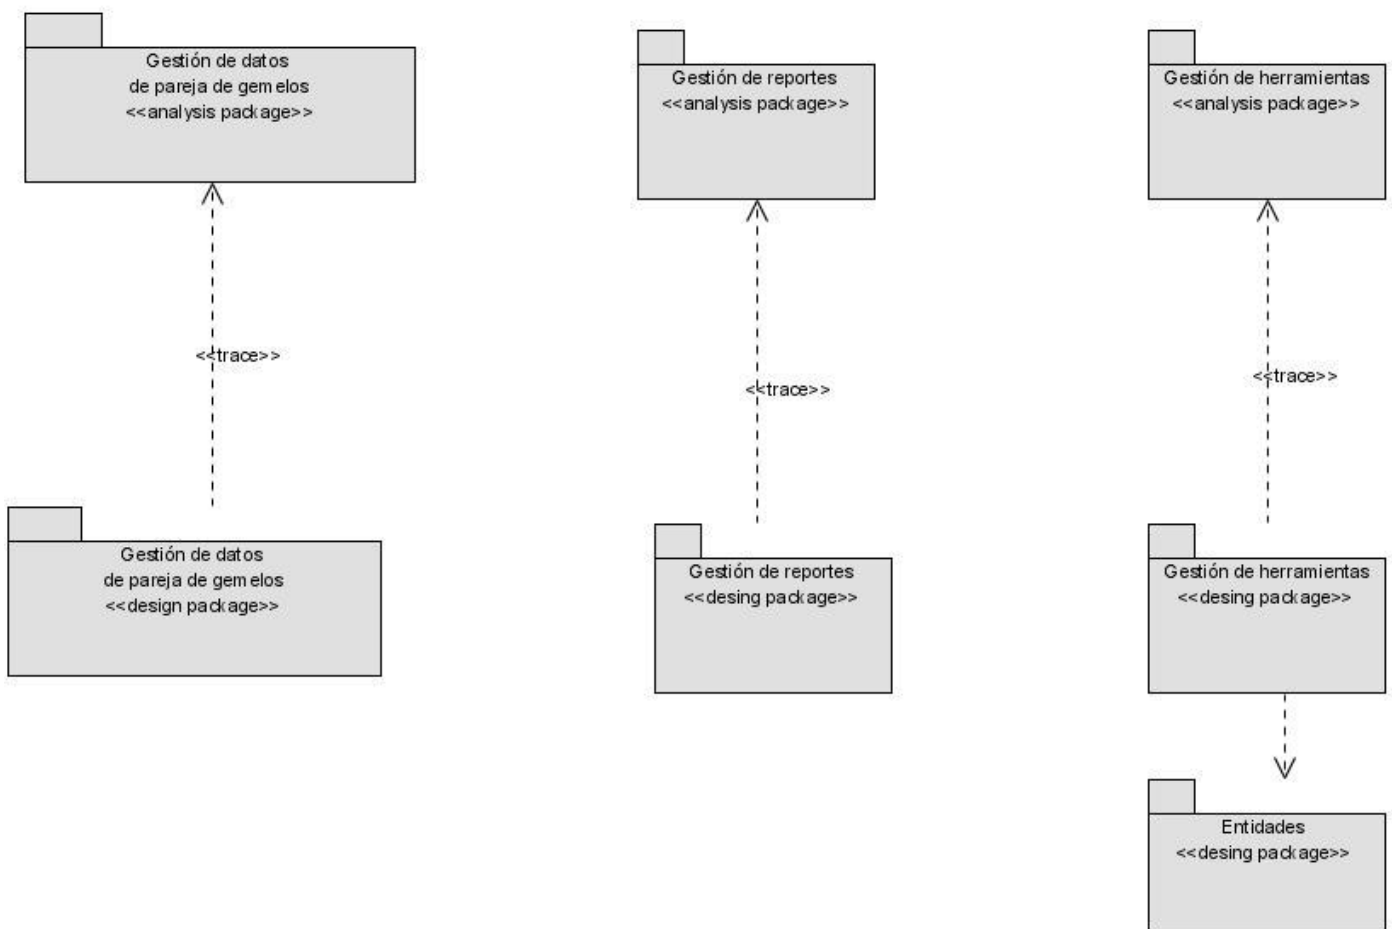 Gestión de datos
de pareja de gemelos
<<analysis package>>
Gestión de reportes
<<analysis package>>
Gestión de herramientas
<<analysis package>>
<<trace>>
<<trace>>
<<trace>>
Gestión de datos
de pareja de gemelos
<<design package>>
Gestión de reportes
<<desing package>>
Gestión de herramientas
<<desing package>>
Entidades
<<desing package>>